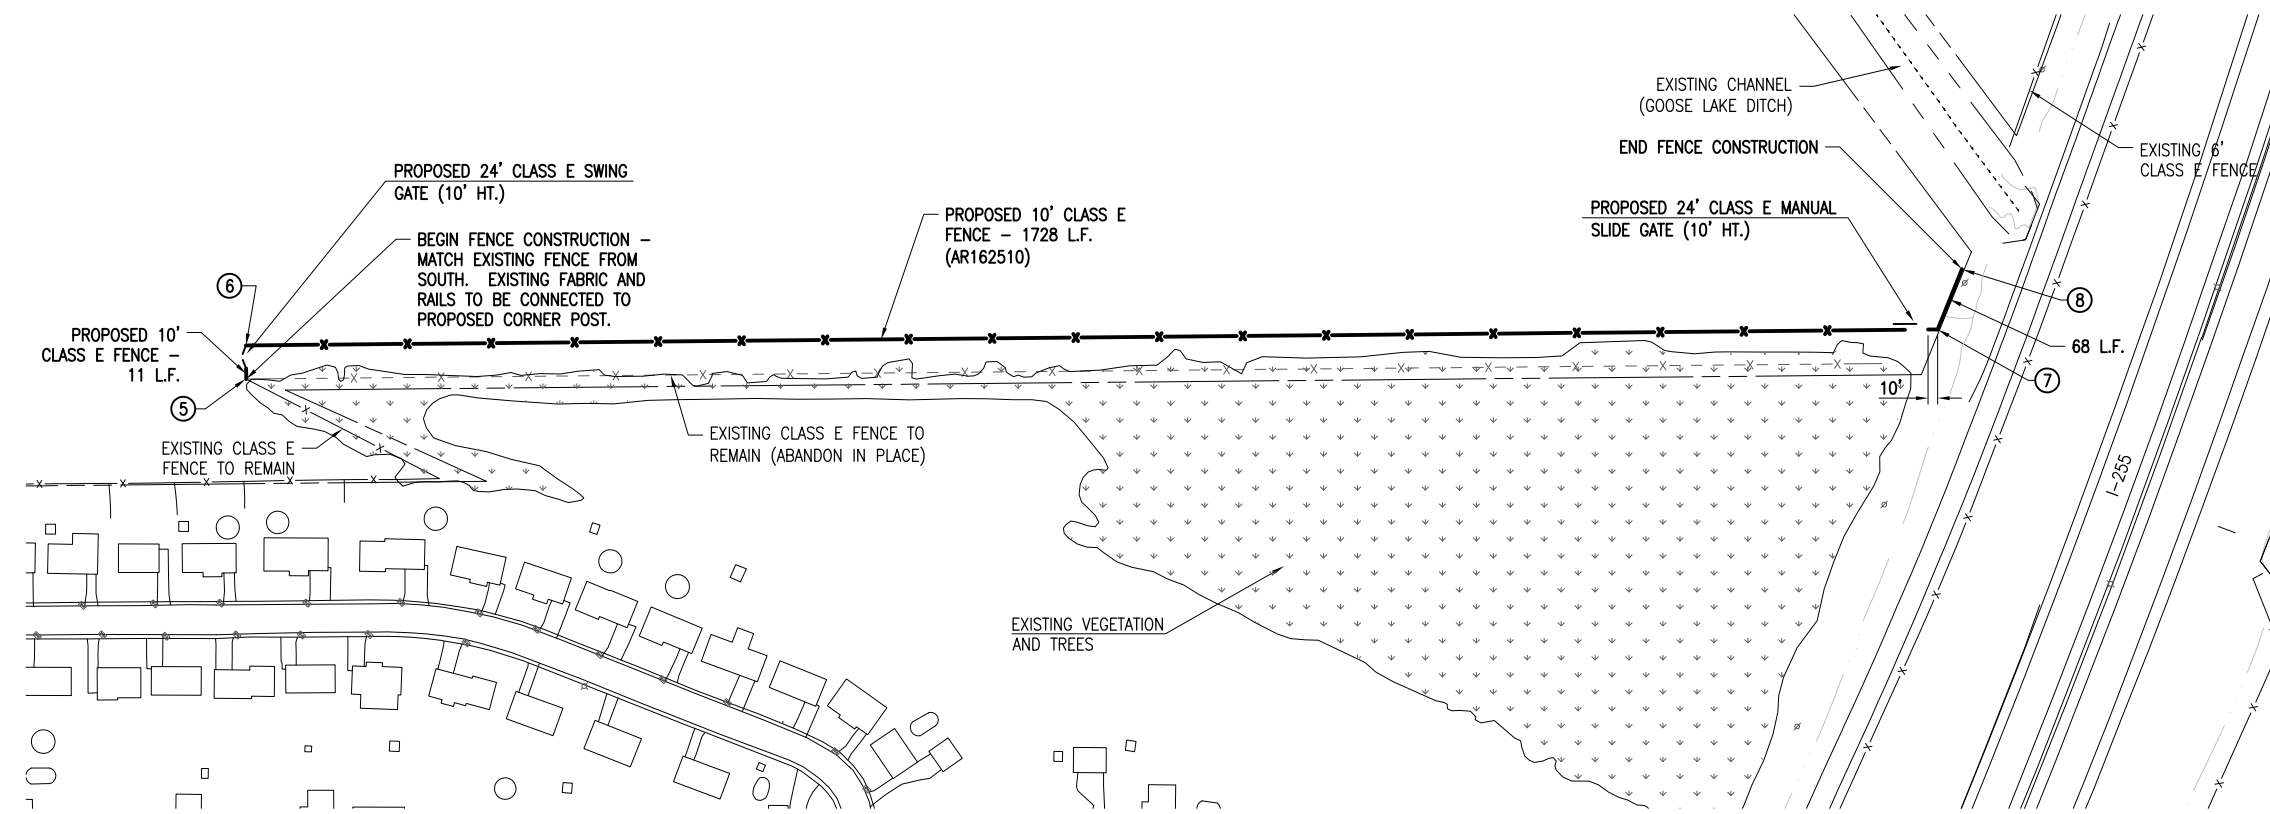 EXISTING CHANNEL
(GOOSE LAKE DITCH)
END FENCE CONSTRUCTION
EXISTING 6'
CLASS E FENCE
PROPOSED 24' CLASS E SWING
GATE (10' HT.)
PROPOSED 10' CLASS E
FENCE - 1728 L.F.
(AR162510)
PROPOSED 24' CLASS E MANUAL
SLIDE GATE (10' HT.)
BEGIN FENCE CONSTRUCTION -
MATCH EXISTING FENCE FROM
SOUTH. EXISTING FABRIC AND
RAILS TO BE CONNECTED TO
PROPOSED CORNER POST.
6
8
PROPOSED 10'
CLASS E FENCE -
11 L.F.
68 L.F.
5
7
10'
EXISTING CLASS E
FENCE TO REMAIN
EXISTING CLASS E FENCE TO
REMAIN (ABANDON IN PLACE)
I-255
EXISTING VEGETATION
AND TREES